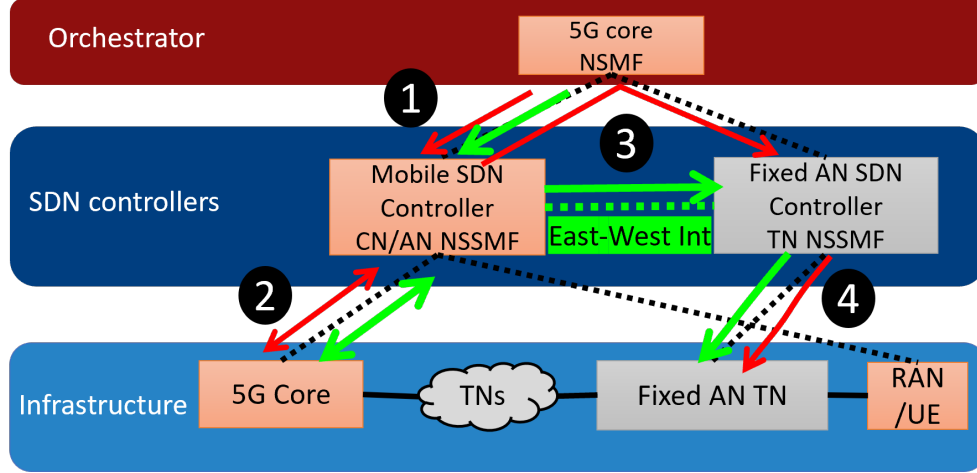 Orchestrator
5G core
NSMF
1
3
SDN controllers
Mobile SDN
Controller
CN/AN NSSMF
East-West Int
Fixed AN SDN
Controller
TN NSSMF
2
4
Infrastructure
5G Core
TNs
Fixed AN TN
RAN
/UE